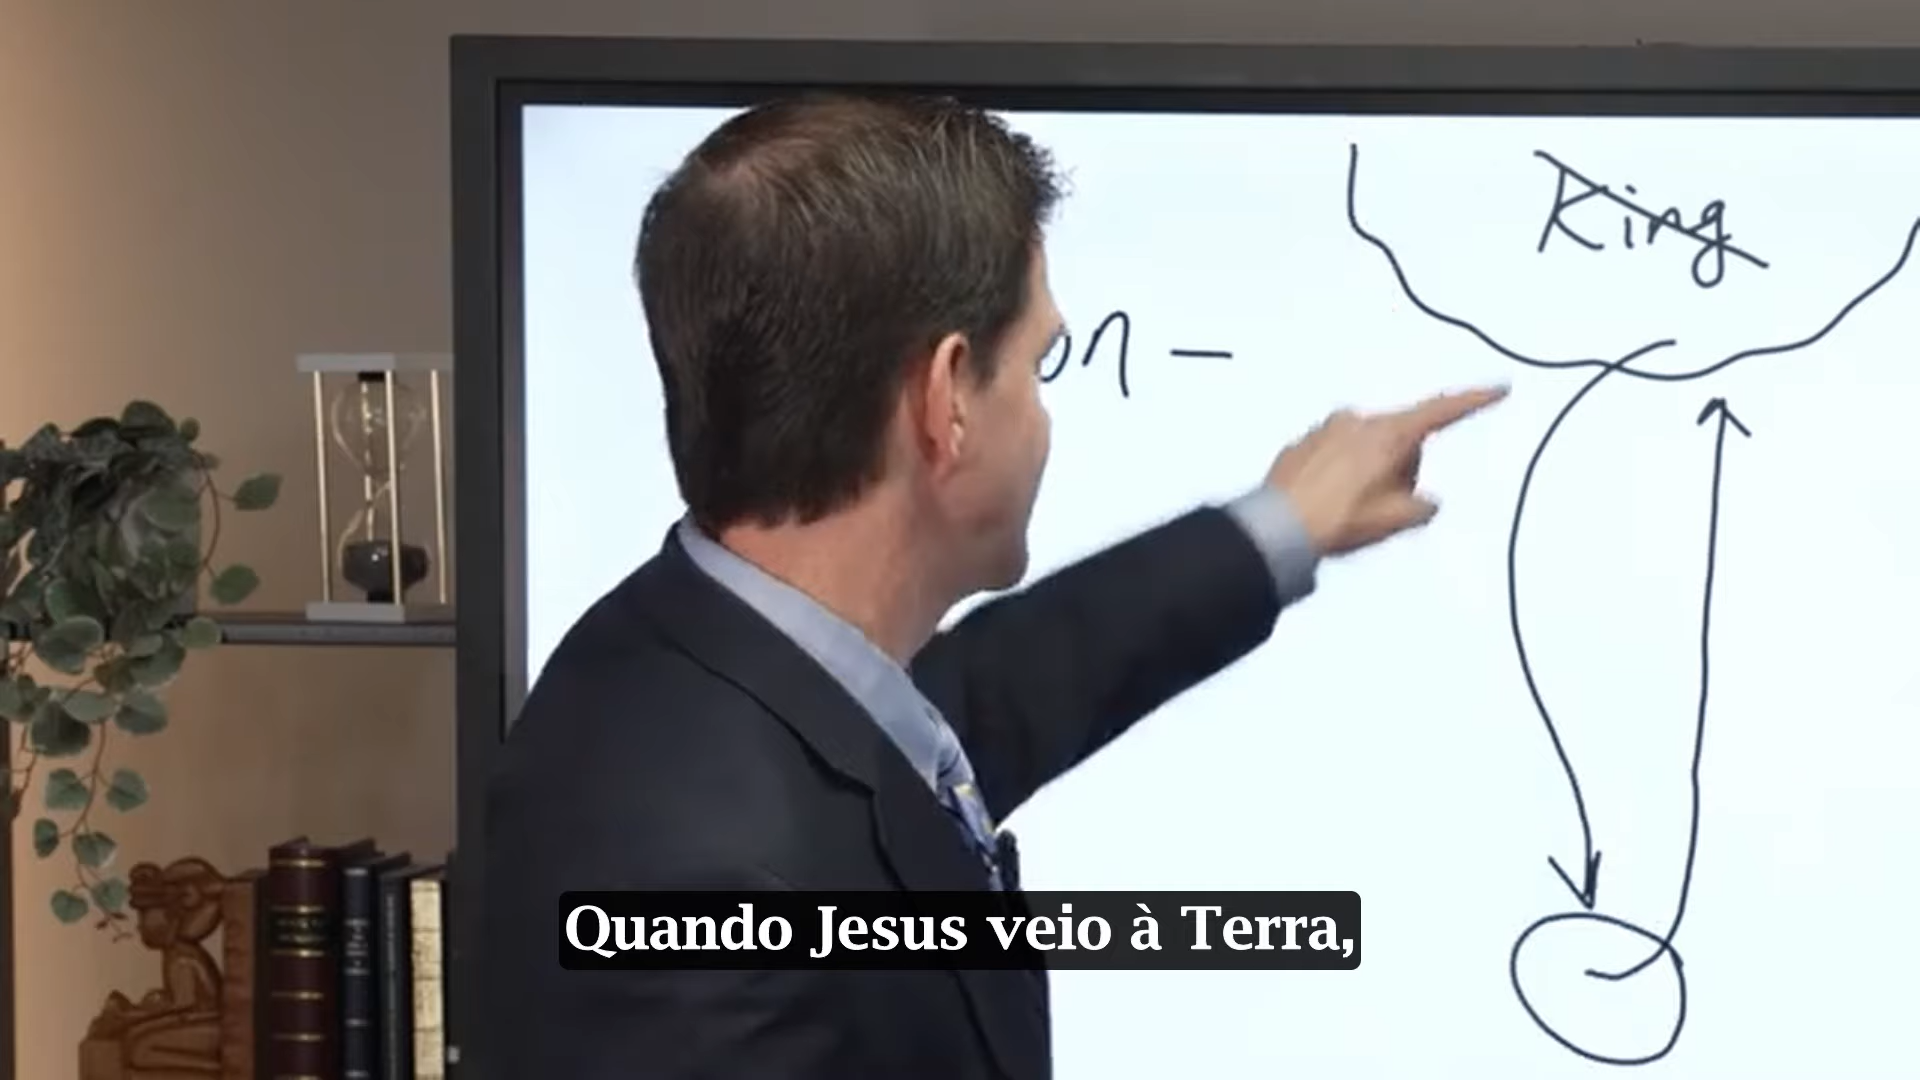 King
on –
Quando Jesus veio à Terra,